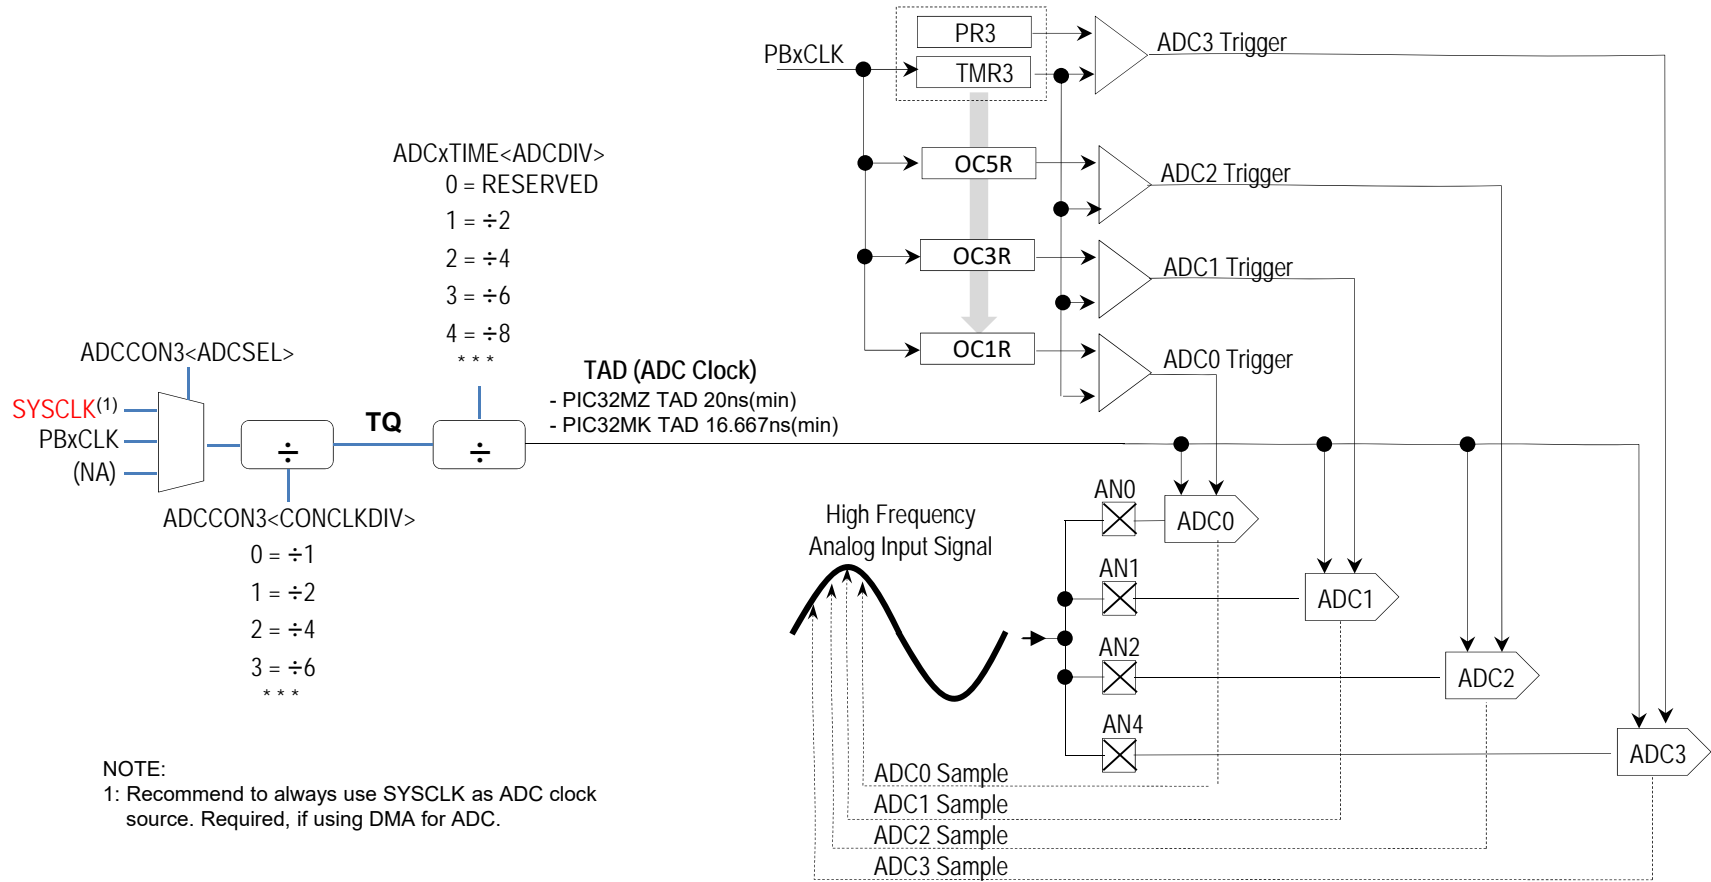 PR3
ADC3 Trigger
PBxCLK
TMR3
ADCxTIME<ADCDIV>
0 = RESERVED
1 = ÷2
2 = ÷4
3 = ÷6
4 = ÷8
* * *
OC5R
ADC2 Trigger
OC3R
ADC1 Trigger
OC1R
ADC0 Trigger
ADCCON3<ADCSEL>
SYSCLK(1)
PBxCLK
(NA)
÷
TQ
÷
TAD (ADC Clock)
- PIC32MZ TAD 20ns(min)
- PIC32MK TAD 16.667ns(min)
ADCCON3<CONCLKDIV>
0 = ÷1
1 = ÷2
2 = ÷4
3 = ÷6
* * *
High Frequency
Analog Input Signal
AN0
ADC0
AN1
ADC1
AN2
ADC2
AN4
ADC3
ADC0 Sample
ADC1 Sample
ADC2 Sample
ADC3 Sample
NOTE:
1: Recommend to always use SYSCLK as ADC clock
source. Required, if using DMA for ADC.